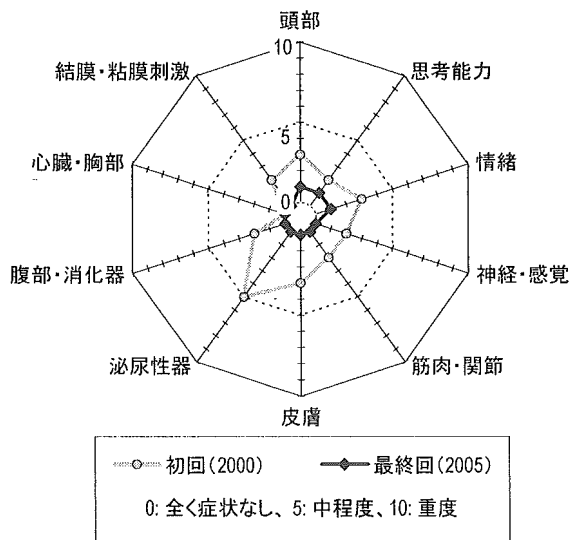 頭部
10
結膜・粘膜刺激
思考能力
5
心臓・胸部
情緒
0
腹部・消化器
神経・感覚
泌尿性器
筋肉・関節
皮膚
初回(2000) 最終回(2005)
0: 全く症状なし、5: 中程度、10: 重度